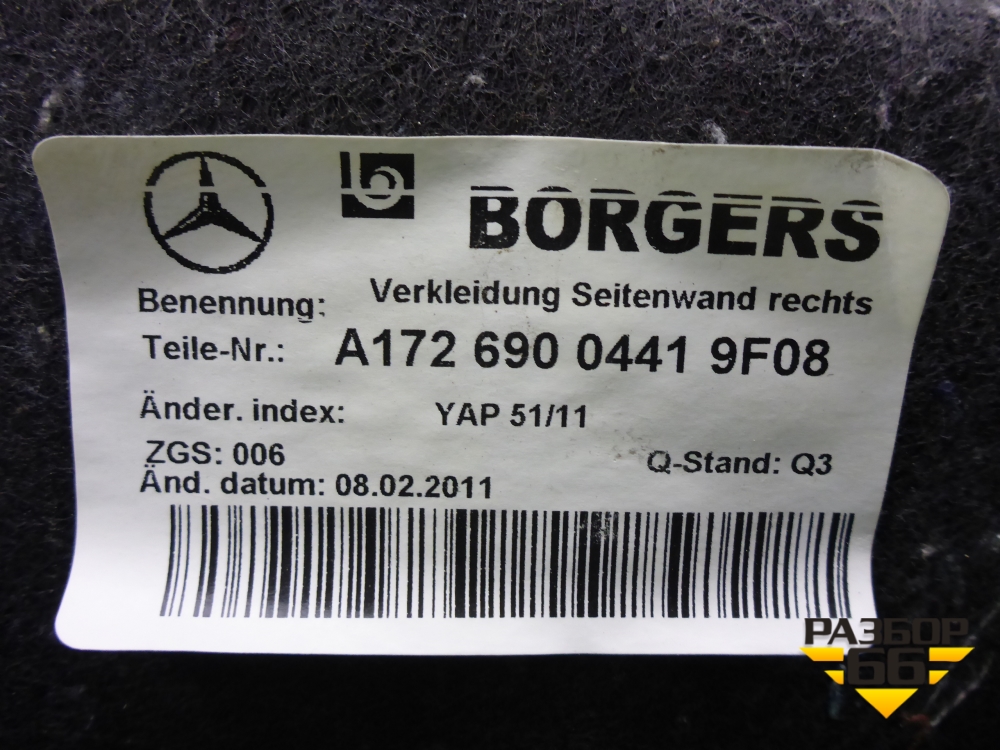 BORGERS
Benennung: Verkleidung Seitenwand rechts
Teile-Nr.: A172 690 0441 9F08
Änder. index: YAP 51/11
ZGS: 006 Q-Stand: Q3
Änd. datum: 08.02.2011
РАЗБОР
66